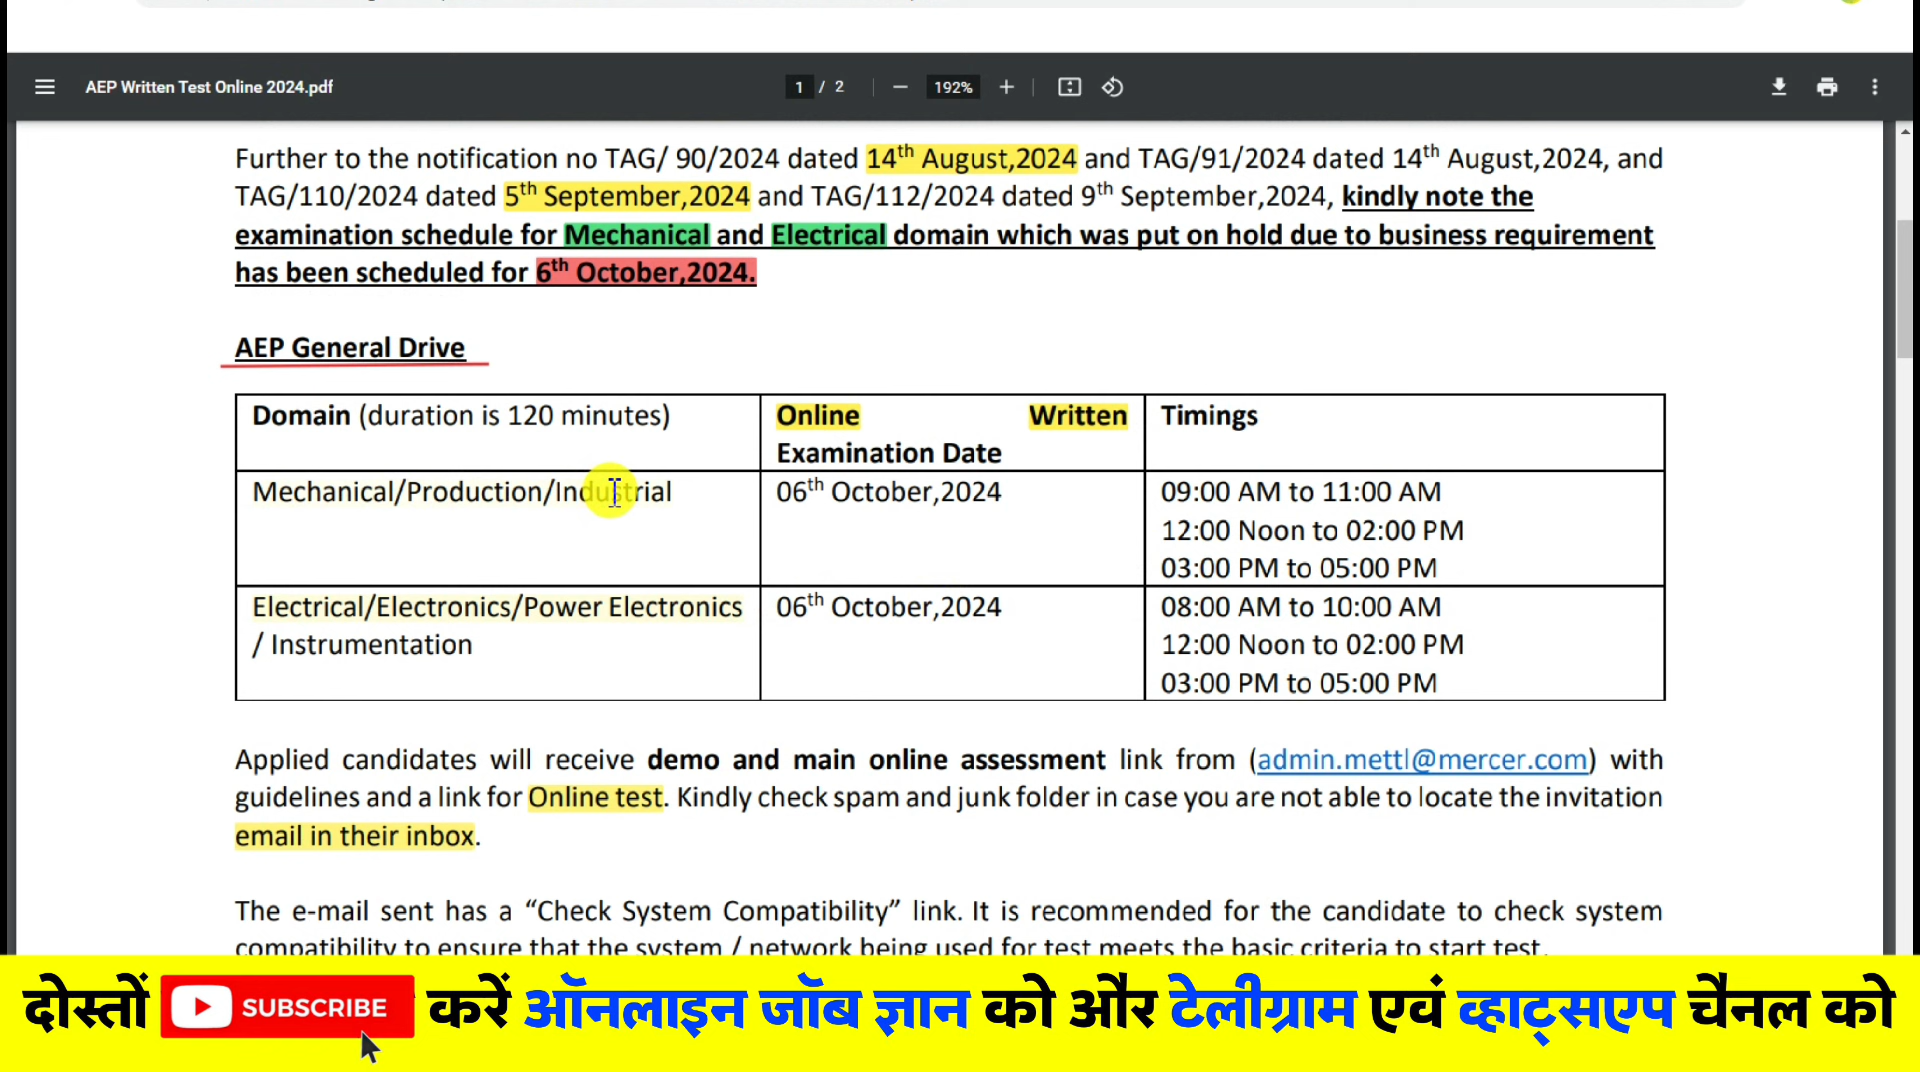 AEP Written Test Online 2024.pdf
1 / 2
192%
Further to the notification no TAG/ 90/2024 dated 14th August,2024 and TAG/91/2024 dated 14th August,2024, and
TAG/110/2024 dated 5th September,2024 and TAG/112/2024 dated 9th September,2024, kindly note the
examination schedule for Mechanical and Electrical domain which was put on hold due to business requirement
has been scheduled for 6th October,2024.
AEP General Drive
Domain (duration is 120 minutes)
Online Written
Examination Date
Timings
Mechanical/Production/Industrial
06th October,2024
09:00 AM to 11:00 AM
12:00 Noon to 02:00 PM
03:00 PM to 05:00 PM
Electrical/Electronics/Power Electronics
/ Instrumentation
06th October,2024
08:00 AM to 10:00 AM
12:00 Noon to 02:00 PM
03:00 PM to 05:00 PM
Applied candidates will receive demo and main online assessment link from (admin.mettl@mercer.com) with
guidelines and a link for Online test. Kindly check spam and junk folder in case you are not able to locate the invitation
email in their inbox.
The e-mail sent has a “Check System Compatibility” link. It is recommended for the candidate to check system
compatibility to ensure that the system / network being used for test meets the basic criteria to start test.
दोस्तों SUBSCRIBE करें ऑनलाइन जॉब ज्ञान को और टेलीग्राम एवं व्हाट्सएप चैनल को